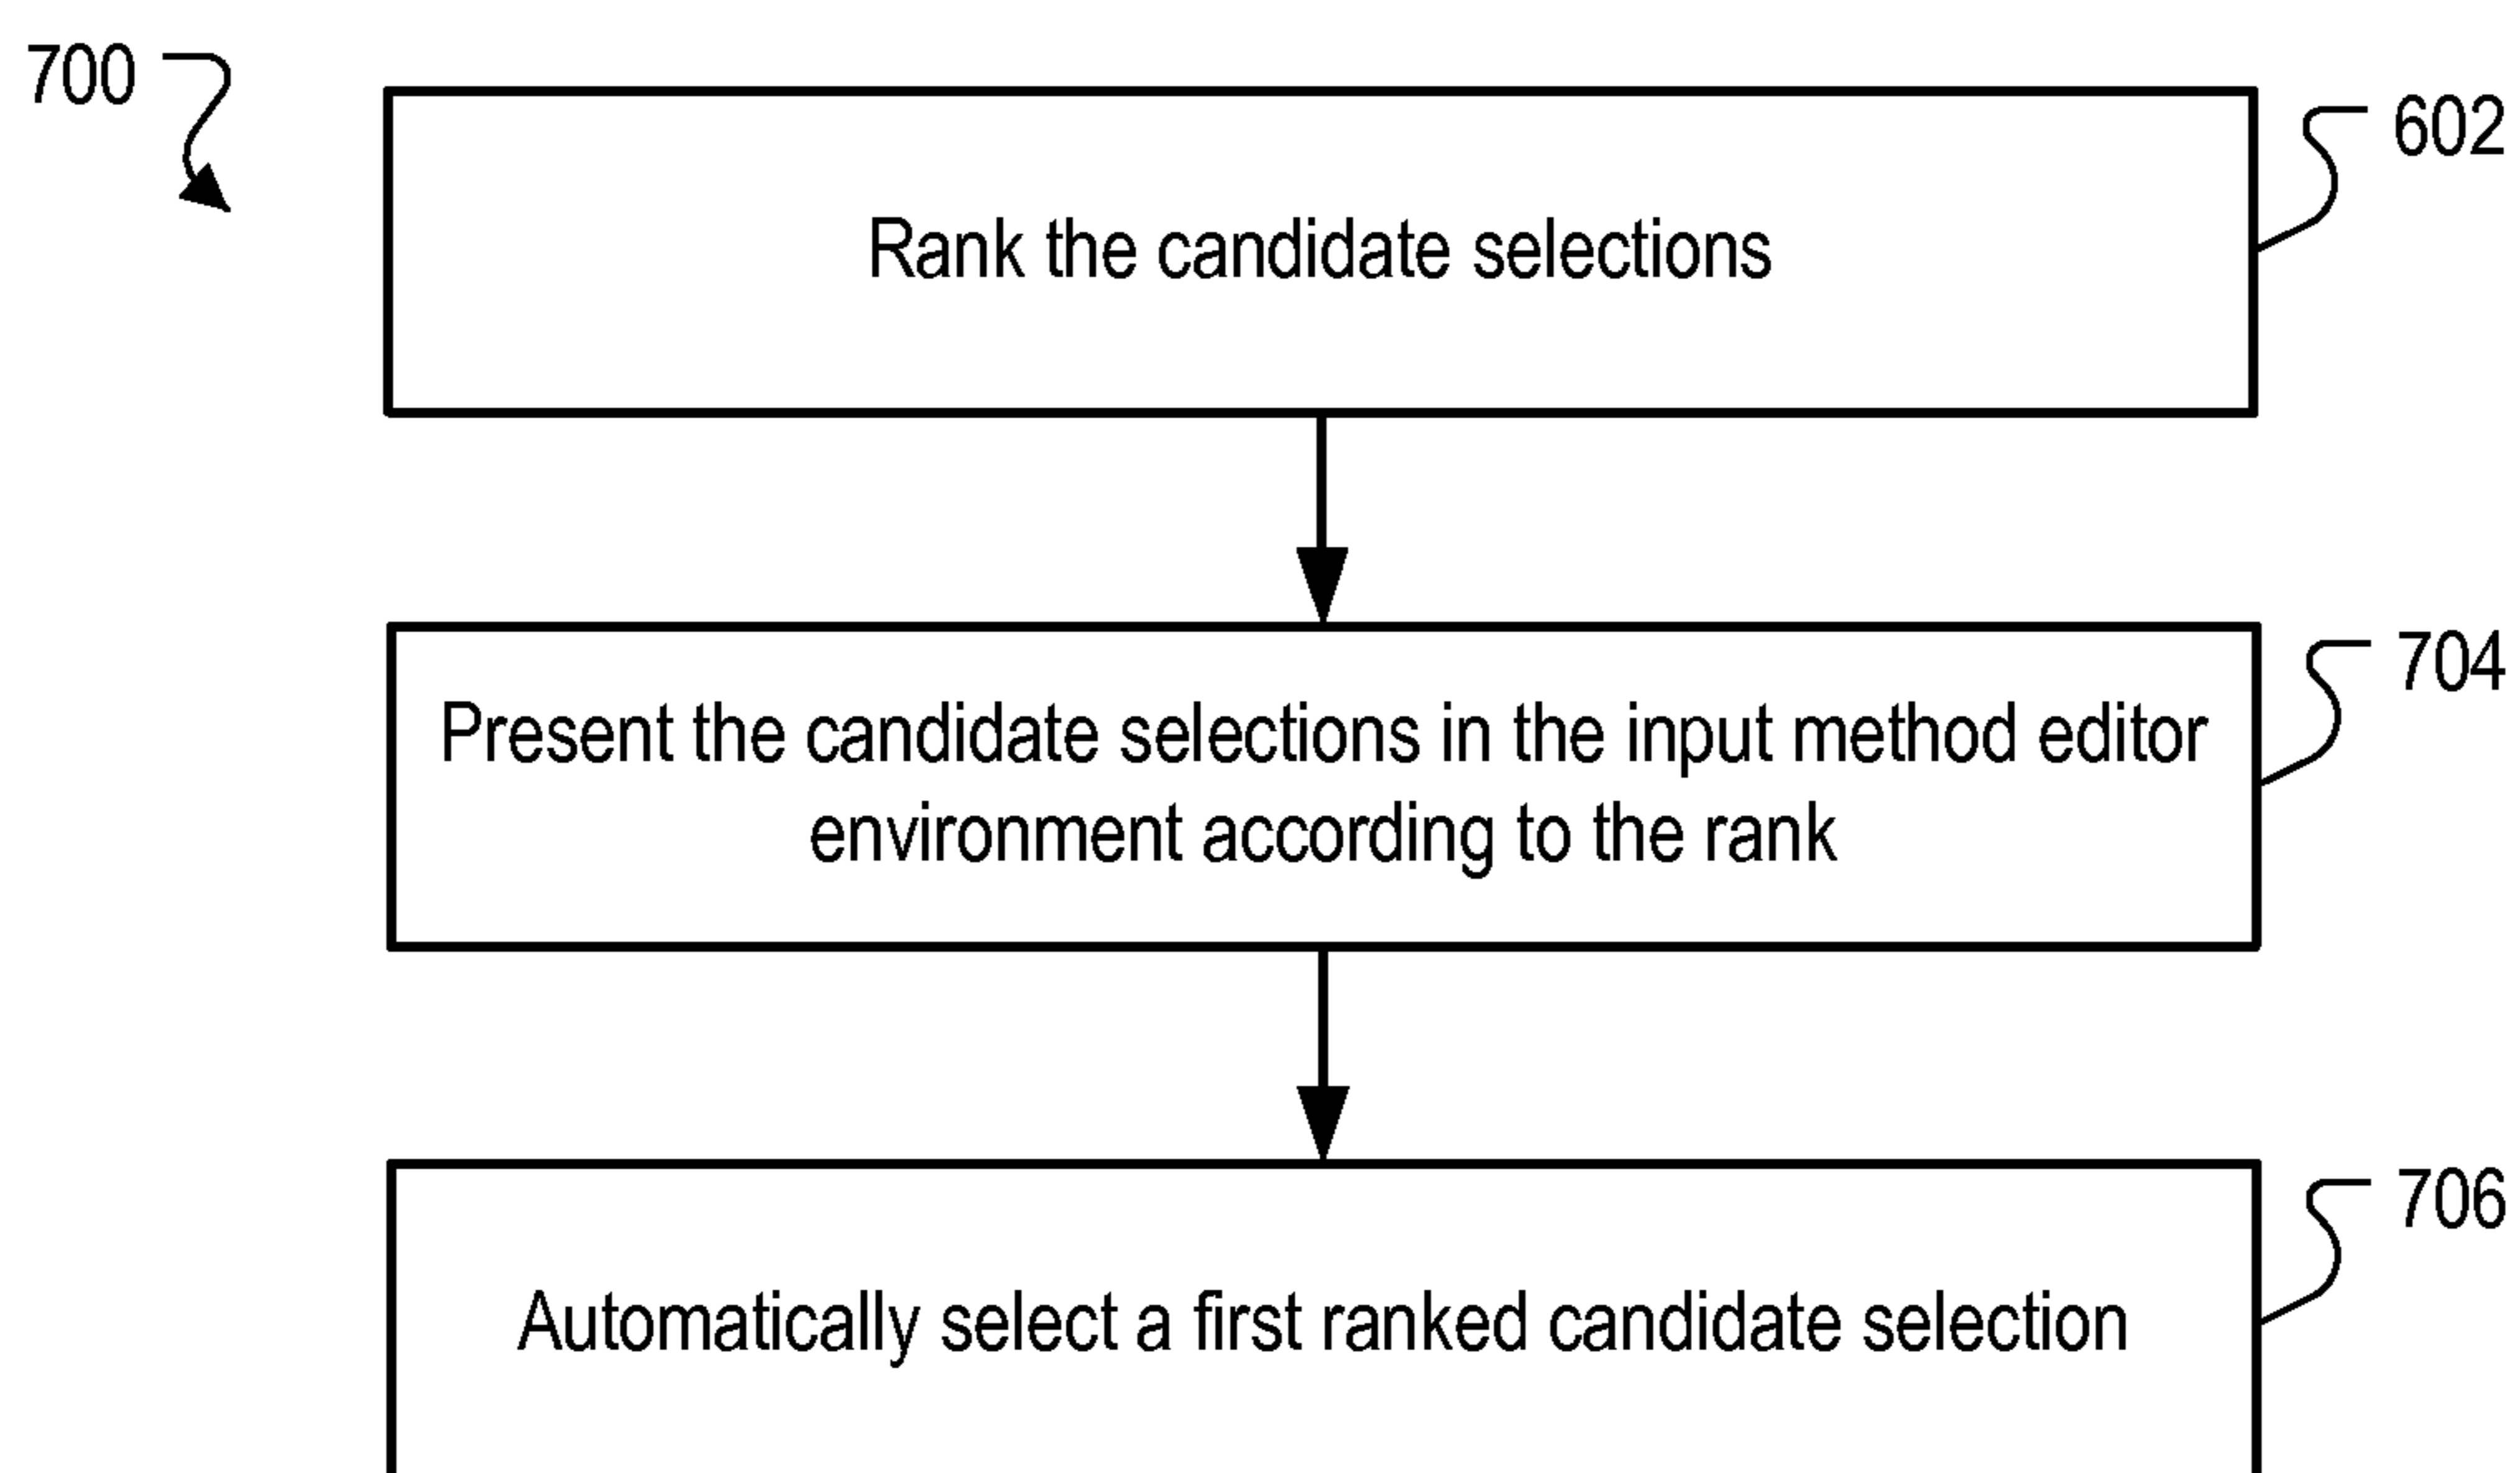 700
602
Rank the candidate selections
704
Present the candidate selections in the input method editor
environment according to the rank
706
Automatically select a first ranked candidate selection